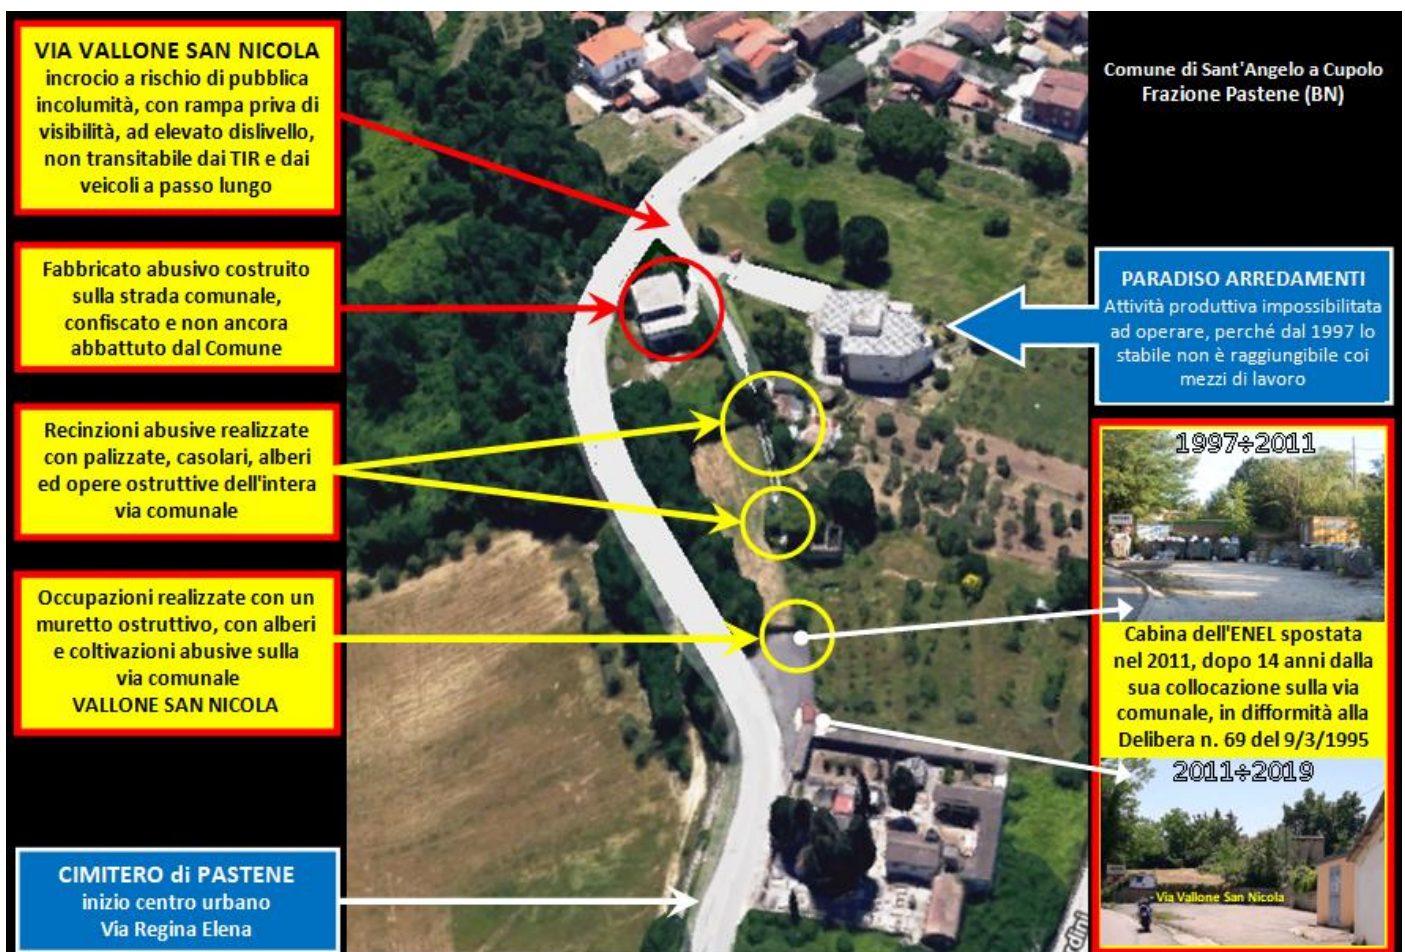 VIA VALLONE SAN NICOLA
incrocio a rischio di pubblica
incolumità, con rampa priva di
visibilità, ad elevato dislivello,
non transitabile dai TIR e dai
veicoli a passo lungo
Fabbricato abusivo costruito
sulla strada comunale,
confiscato e non ancora
abbattuto dal Comune
Recinzioni abusive realizzate
con palizzate, casolari, alberi
ed opere ostruttive dell'intera
via comunale
Occupazioni realizzate con un
muretto ostruttivo, con alberi
e coltivazioni abusive sulla
via comunale
VALLONE SAN NICOLA
CIMITERO di PASTENE
inizio centro urbano
Via Regina Elena
Comune di Sant'Angelo a Cupolo
Frazione Pastene (BN)
PARADISO ARREDAMENTI
Attività produttiva impossibilitata
ad operare, perché dal 1997 lo
stabile non è raggiungibile coi
mezzi di lavoro
1997÷2011
Cabina dell'ENEL spostata
nel 2011, dopo 14 anni dalla
sua collocazione sulla via
comunale, in difformità alla
Delibera n. 69 del 9/3/1995
2011÷2019
Via Vallone San Nicola
dini